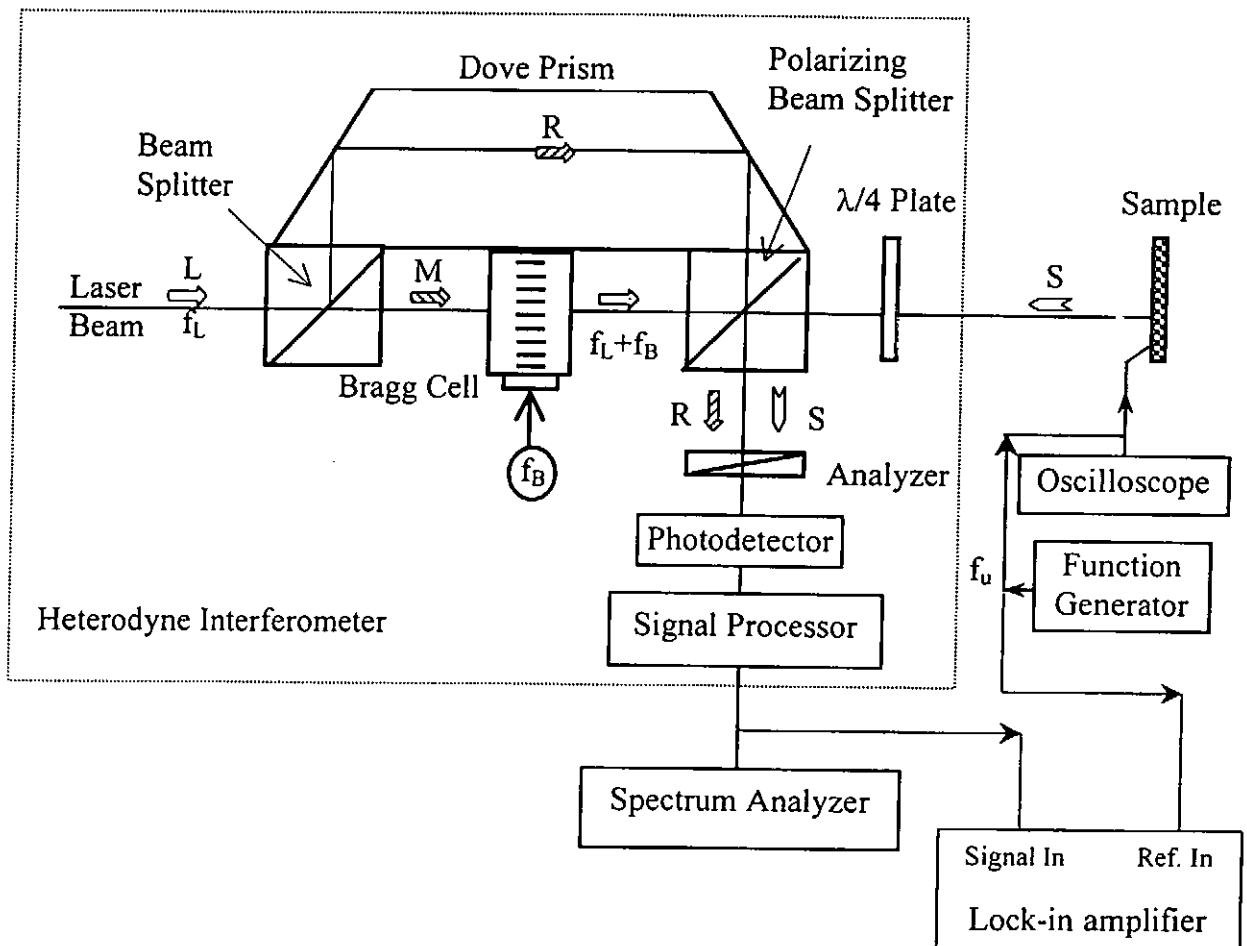 Dove Prism
Polarizing
Beam Splitter
R
Beam
Splitter
λ/4 Plate
Sample
L
M
S
Laser
Beam
f_L
f_L+f_B
Bragg Cell
R
S
f_B
Analyzer
Oscilloscope
Photodetector
f_u
Function
Generator
Heterodyne Interferometer
Signal Processor
Spectrum Analyzer
Signal In
Ref. In
Lock-in amplifier